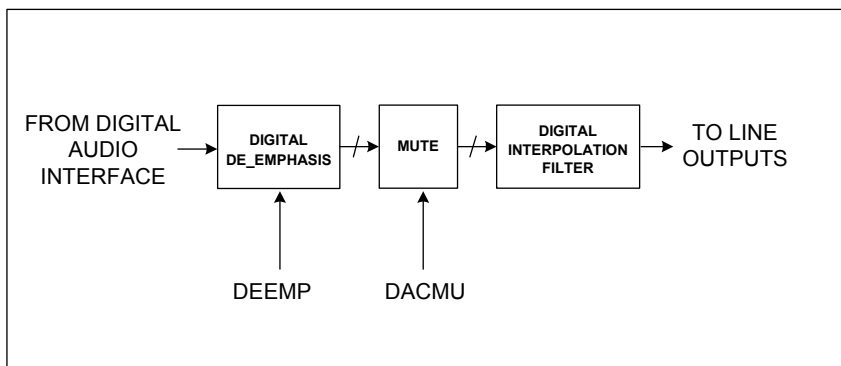 FROM DIGITAL
AUDIO
INTERFACE
DIGITAL
DE_EMPHASIS
MUTE
DIGITAL
INTERPOLATION
FILTER
TO LINE
OUTPUTS
DEEMP
DACMU